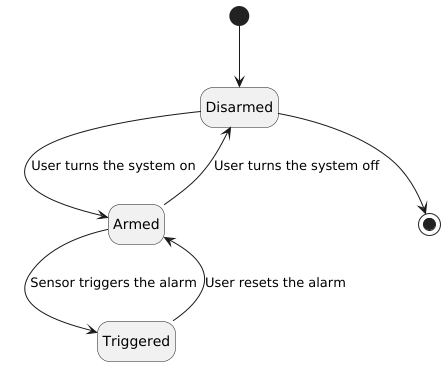 Disarmed
User turns the system on
User turns the system off
Armed
Sensor triggers the alarm
User resets the alarm
Triggered